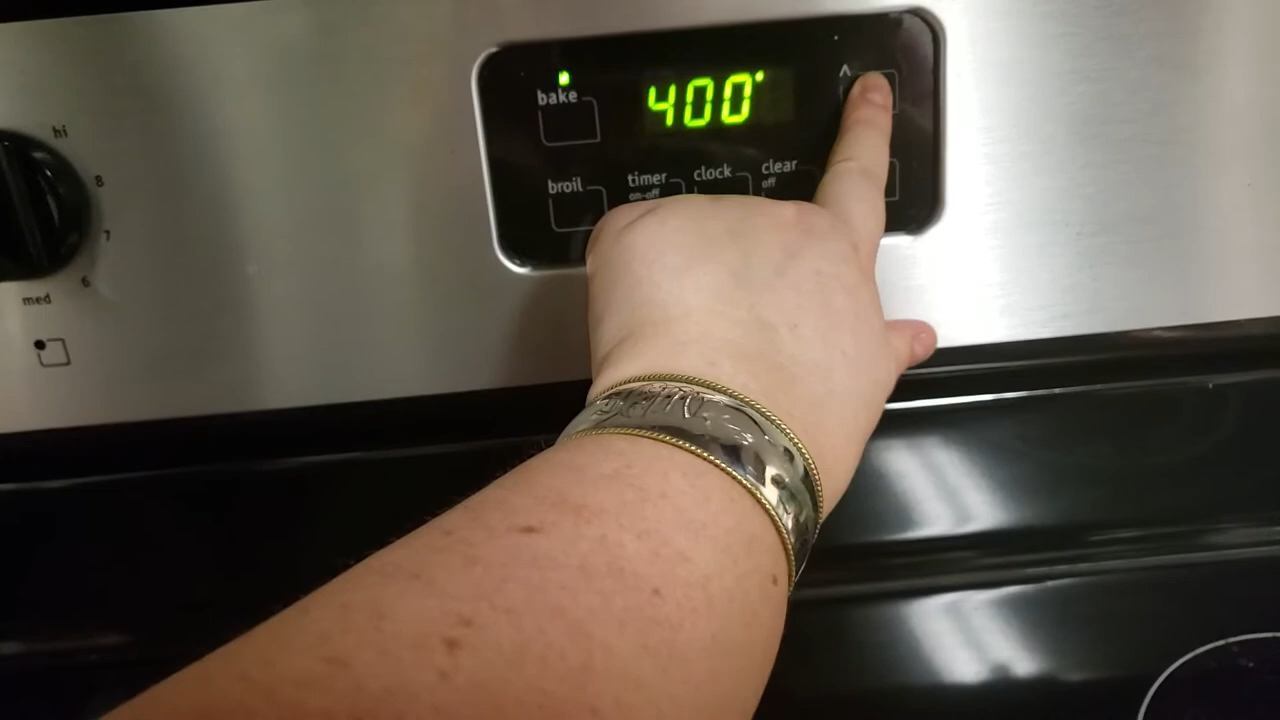 hi
8
7
6
med
bake
400°
^
broil
timer
on-off
clock
clear
off